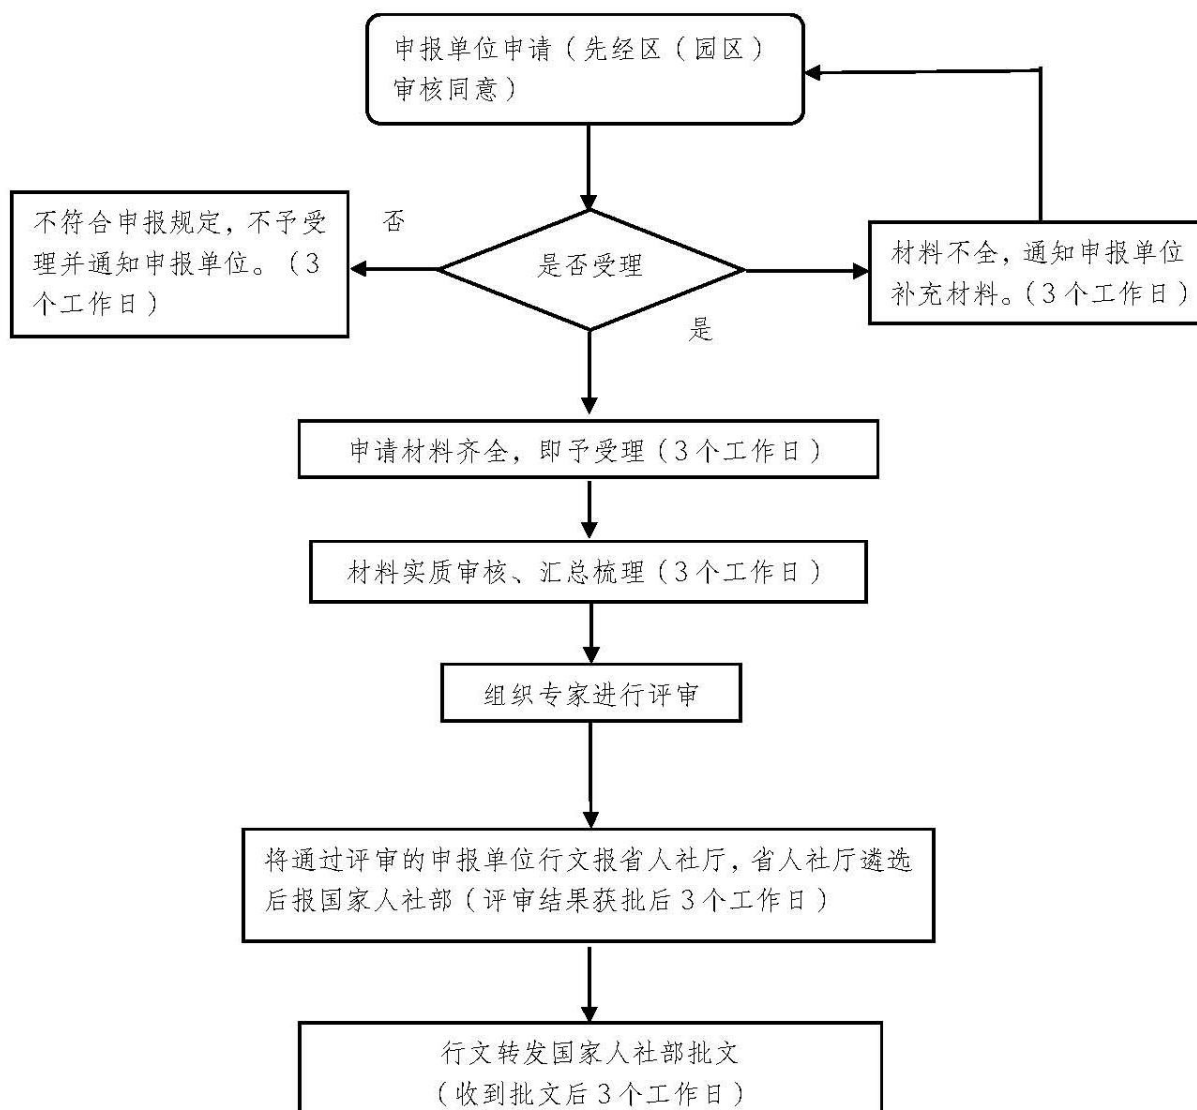 申报单位申请（先经区（园区）
审核同意）
不符合申报规定，不予受
理并通知申报单位。（3
个工作日）
否
是否受理
材料不全，通知申报单位
补充材料。（3个工作日）
是
申请材料齐全，即予受理（3个工作日）
材料实质审核、汇总梳理（3个工作日）
组织专家进行评审
将通过评审的申报单位行文报省人社厅，省人社厅遴选
后报国家人社部（评审结果获批后3个工作日）
行文转发国家人社部批文
（收到批文后3个工作日）